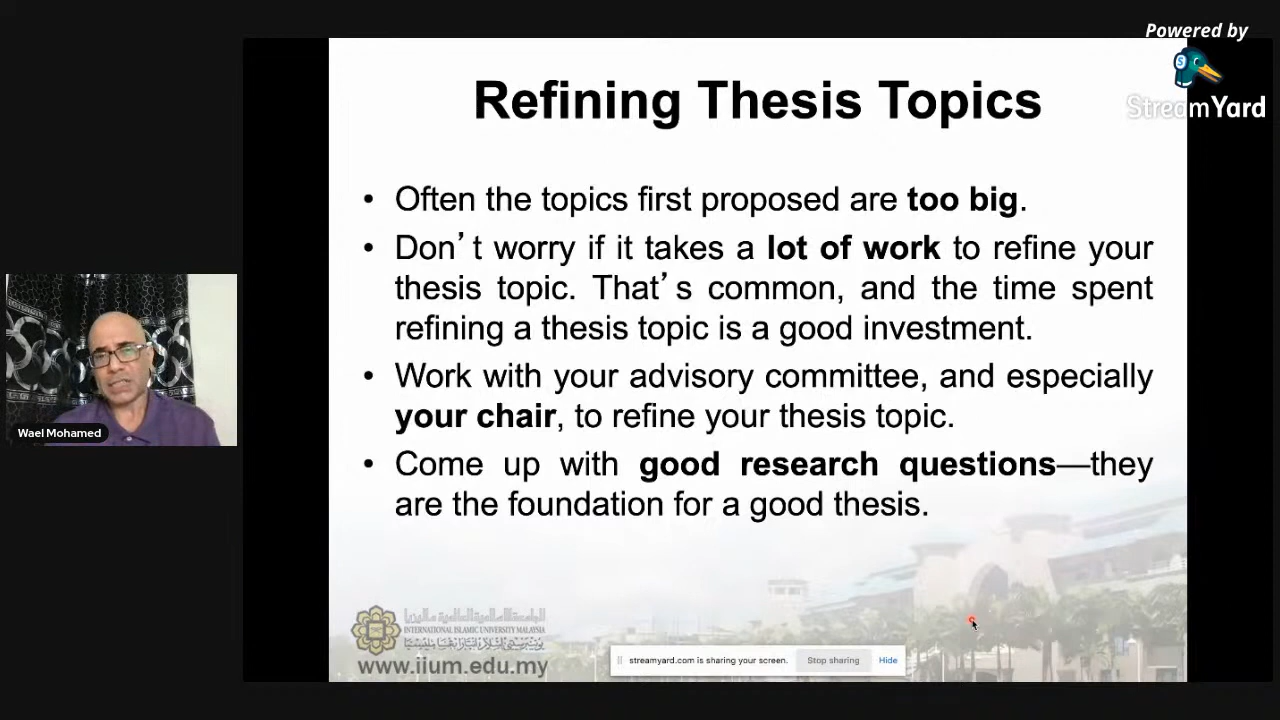 Powered by
StreamYard
Refining Thesis Topics
• Often the topics first proposed are too big.
• Don’t worry if it takes a lot of work to refine your
thesis topic. That’s common, and the time spent
refining a thesis topic is a good investment.
• Work with your advisory committee, and especially
your chair, to refine your thesis topic.
• Come up with good research questions—they
are the foundation for a good thesis.
Wael Mohamed
الجامعة الإسلامية العالمية ماليزيا
INTERNATIONAL ISLAMIC UNIVERSITY MALAYSIA
www.iium.edu.my
streamyard.com is sharing your screen.
Stop sharing
Hide